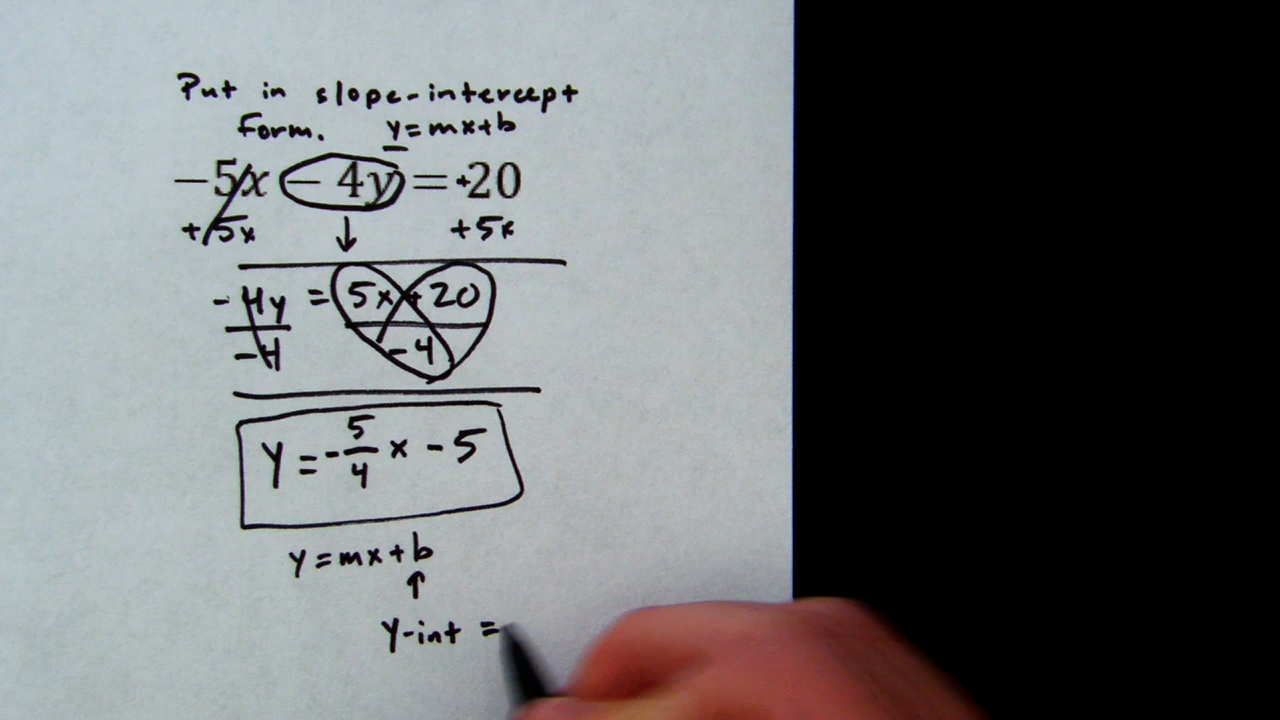 Put in slope-intercept
Form. y=mx+b
-5x - 4y = +20
+5x +5x
-4y = 5x + 20
-4 -4
y = -5/4 x - 5
y=mx+b
↑
y-int =